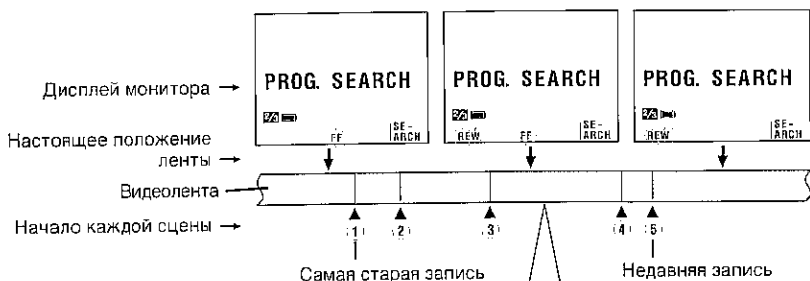 PROG. SEARCH
FF
SE-
ARCH
PROG. SEARCH
REW
FF
SE-
ARCH
PROG. SEARCH
REW
SE-
ARCH
Дисплей монитора →
Настоящее положение →
ленты
Видеолента
Начало каждой сцены →
(1) (2) (3) (4) (5)
Самая старая запись
Недавняя запись